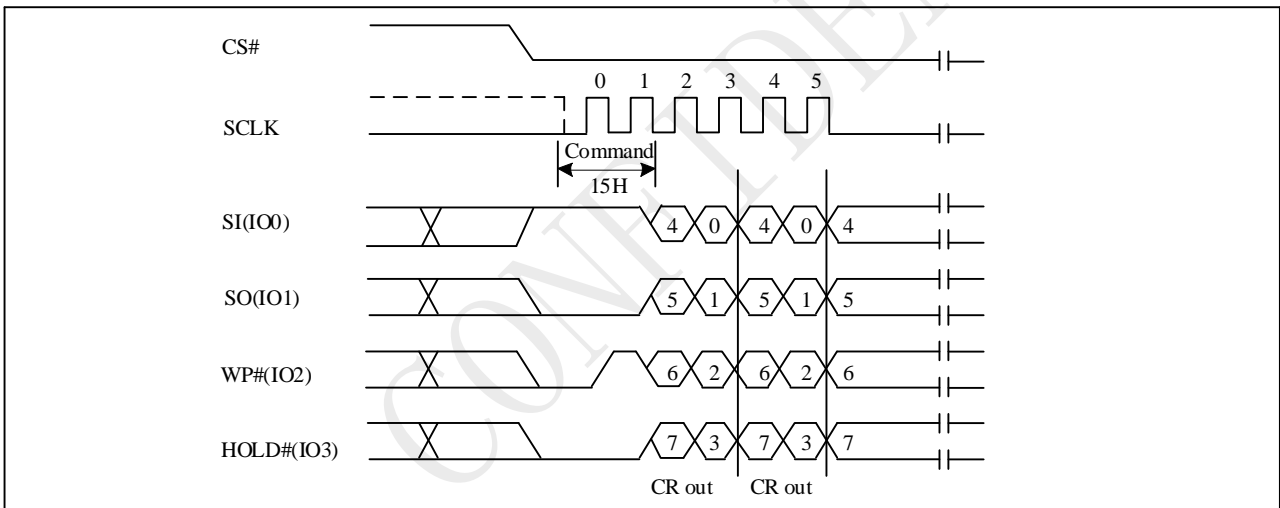 CONFIDE
CS#
0 1 2 3 4 5
SCLK
Command
15H
SI(IO0) 4 0 4 0 4
SO(IO1) 5 1 5 1 5
WP#(IO2) 6 2 6 2 6
HOLD#(IO3) 7 3 7 3 7
CR out CR out